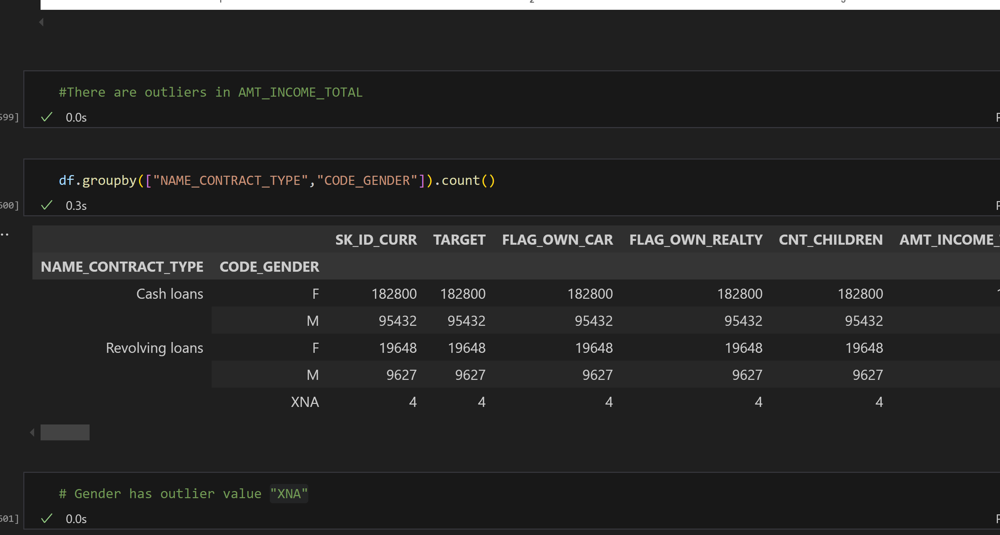 2
#There are outliers in AMT_INCOME_TOTAL
599]
0.0s
df.groupby(["NAME_CONTRACT_TYPE","CODE_GENDER"]).count()
600]
0.3s
SK_ID_CURR TARGET FLAG_OWN_CAR FLAG_OWN_REALTY CNT_CHILDREN AMT_INCOME_
NAME_CONTRACT_TYPE CODE_GENDER
Cash loans F 182800 182800 182800 182800 182800
M 95432 95432 95432 95432 95432
Revolving loans F 19648 19648 19648 19648 19648
M 9627 9627 9627 9627 9627
XNA 4 4 4 4 4
# Gender has outlier value "XNA"
601]
0.0s